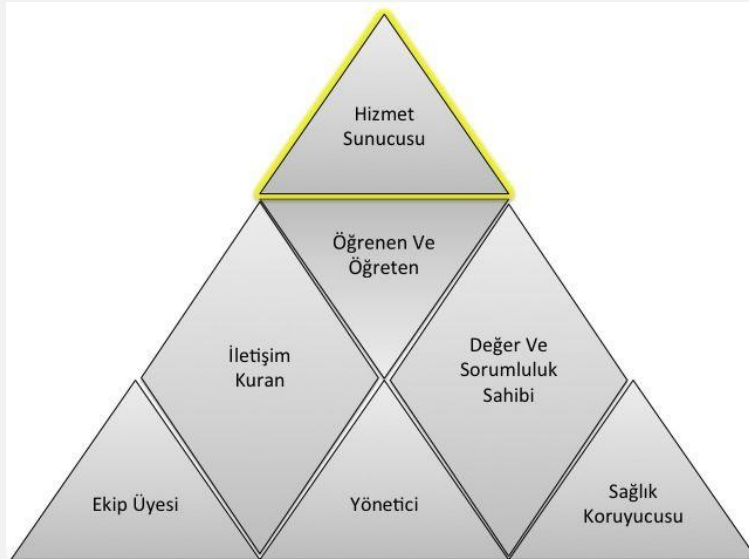 Hizmet
Sunucusu
Öğrenen Ve
Öğreten
İletişim
Kuran
Değer Ve
Sorumluluk
Sahibi
Ekip Üyesi
Yönetici
Sağlık
Koruyucusu